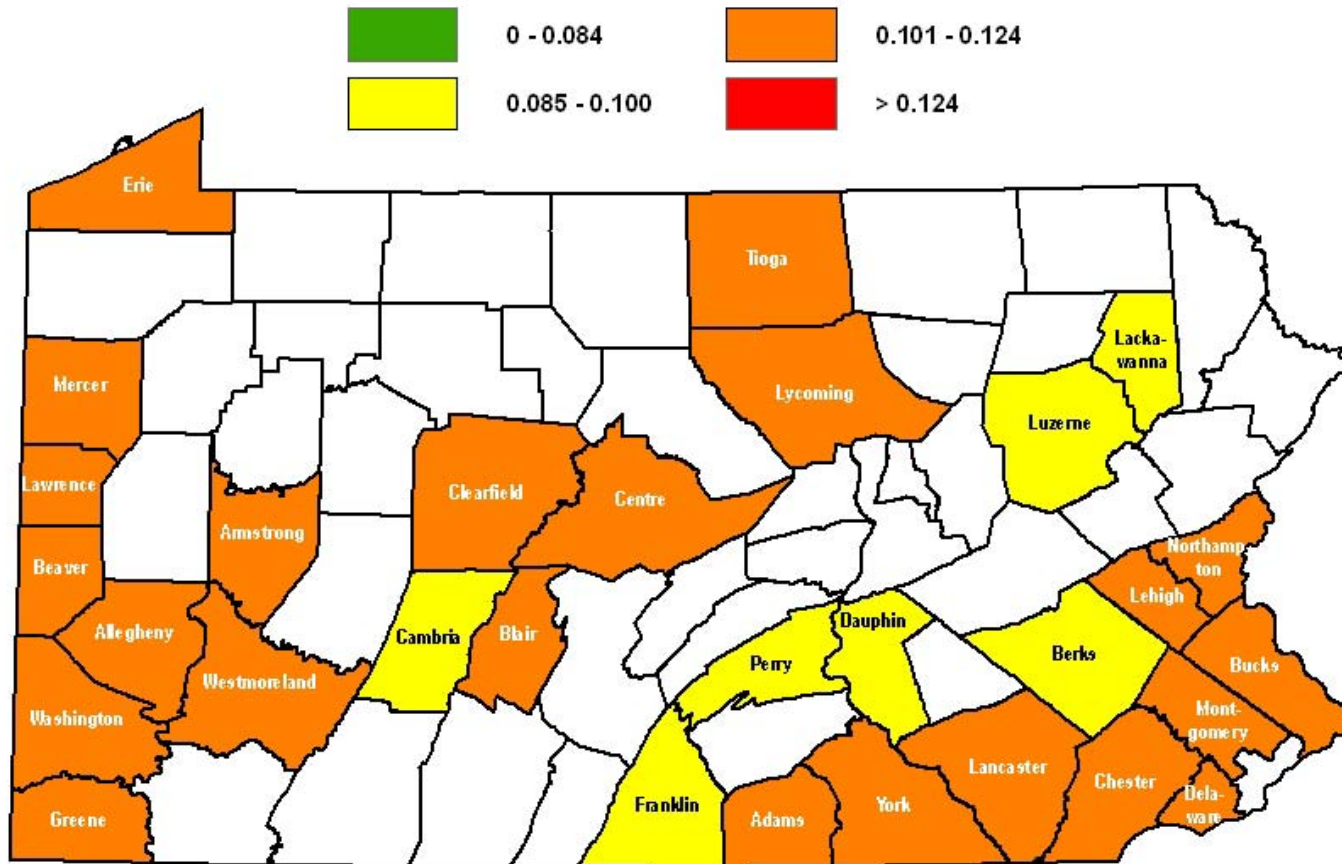 0 - 0.084
0.101 - 0.124
0.085 - 0.100
> 0.124
Erie
Tioga
Lacka-
wanna
Mercer
Lycoming
Luzerne
Lawrence
Clearfield
Centre
Armstrong
Northamp
ton
Beaver
Lehigh
Allegheny
Cambria
Blair
Dauphin
Perry
Berks
Bucks
Westmoreland
Washington
Mont-
gomery
Lancaster
Chester
Franklin
York
Adams
Greene
Dela-
ware